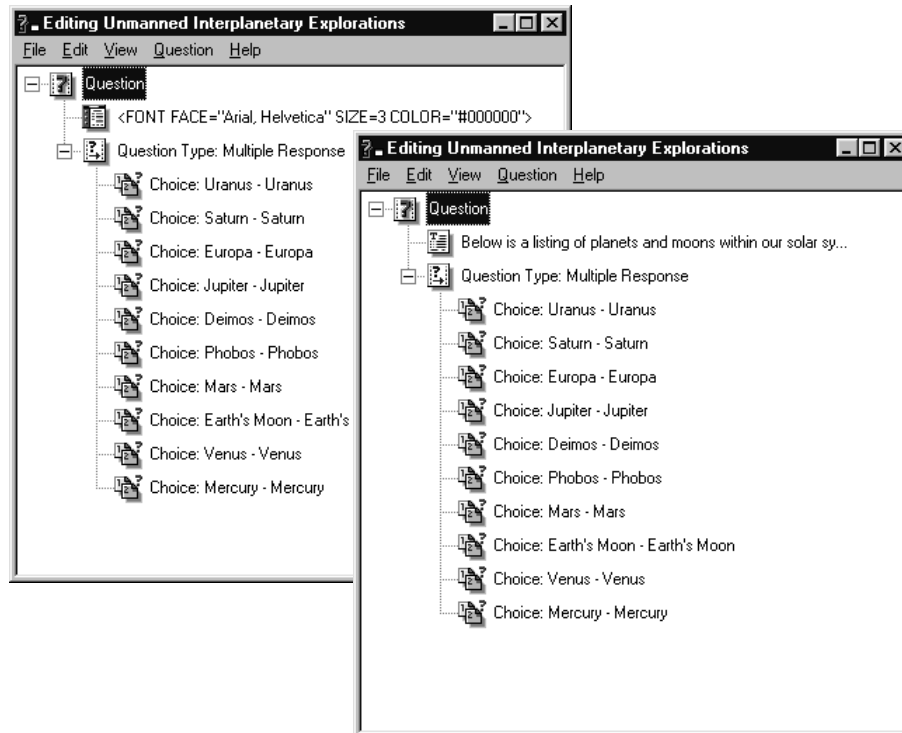 Editing Unmanned Interplanetary Explorations
File Edit View Question Help
Question
<FONT FACE="Arial, Helvetica" SIZE=3 COLOR="#000000">
Question Type: Multiple Response
Choice: Uranus - Uranus
Choice: Saturn - Saturn
Choice: Europa - Europa
Choice: Jupiter - Jupiter
Choice: Deimos - Deimos
Choice: Phobos - Phobos
Choice: Mars - Mars
Choice: Earth's Moon - Earth's
Choice: Venus - Venus
Choice: Mercury - Mercury
Editing Unmanned Interplanetary Explorations
File Edit View Question Help
Question
Below is a listing of planets and moons within our solar sy...
Question Type: Multiple Response
Choice: Uranus - Uranus
Choice: Saturn - Saturn
Choice: Europa - Europa
Choice: Jupiter - Jupiter
Choice: Deimos - Deimos
Choice: Phobos - Phobos
Choice: Mars - Mars
Choice: Earth's Moon - Earth's Moon
Choice: Venus - Venus
Choice: Mercury - Mercury